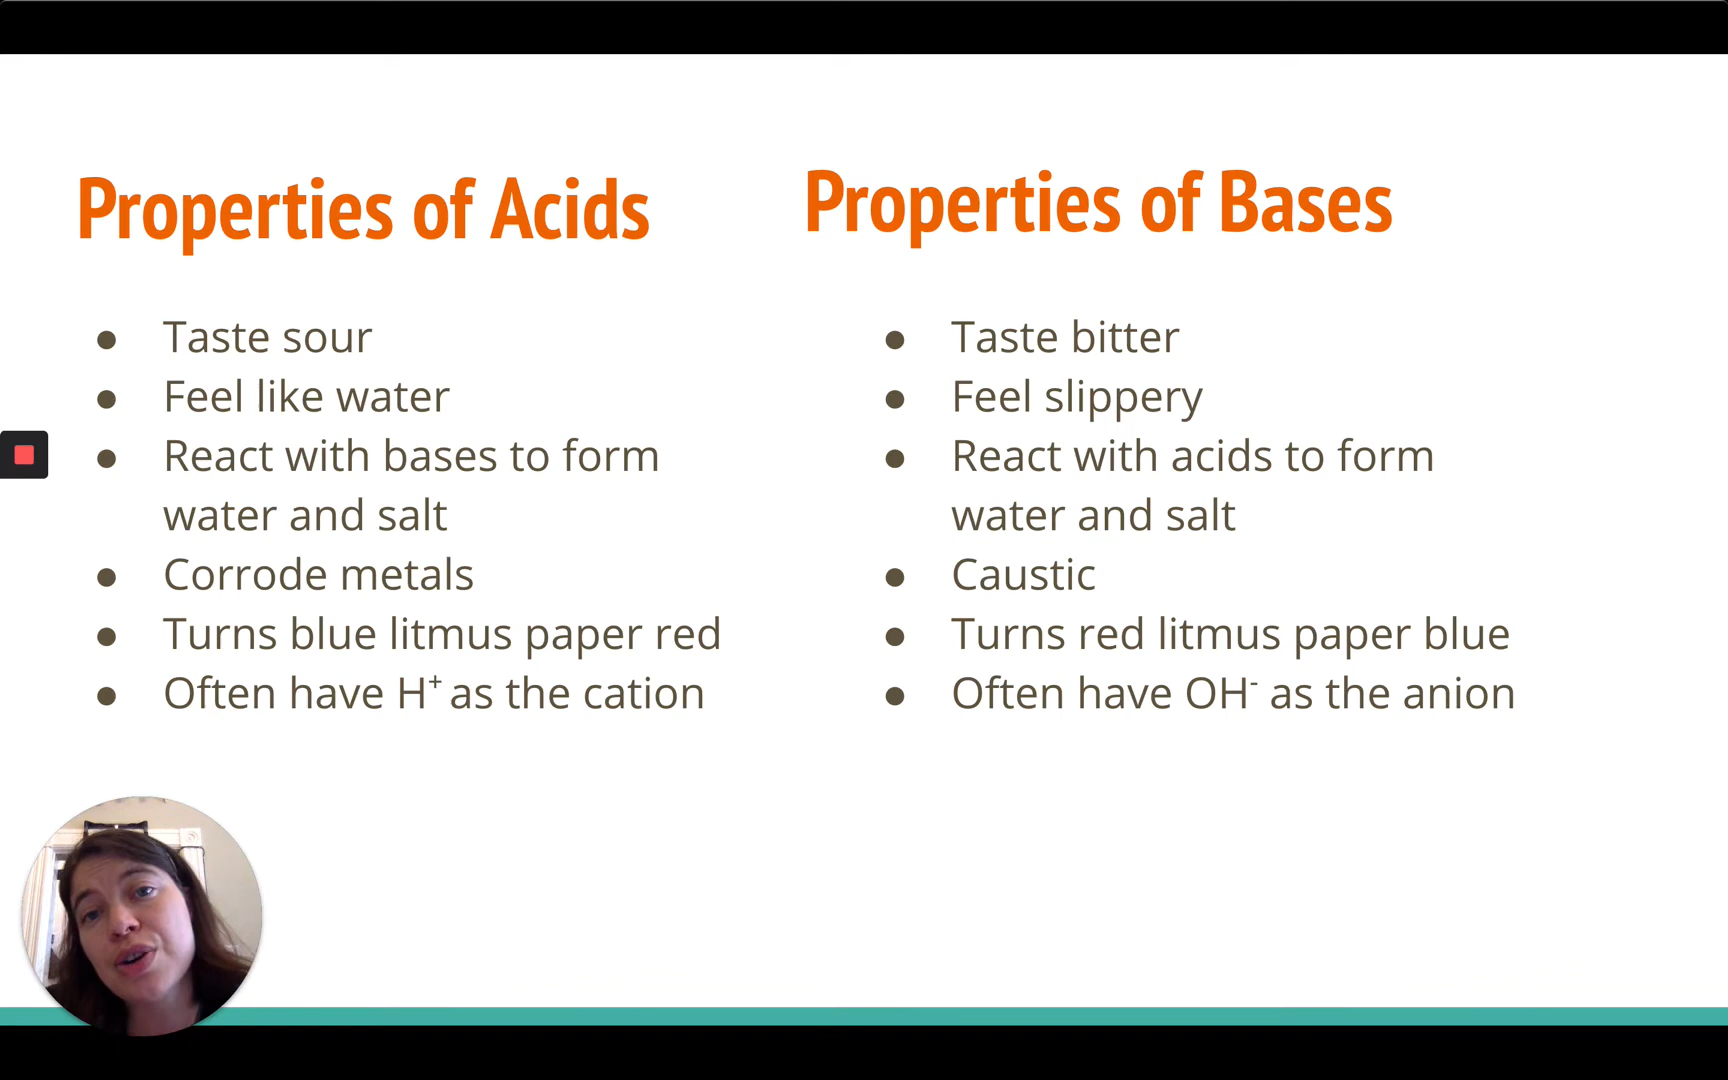 Properties of Acids
● Taste sour
● Feel like water
● React with bases to form
water and salt
● Corrode metals
● Turns blue litmus paper red
● Often have H⁺ as the cation
Properties of Bases
● Taste bitter
● Feel slippery
● React with acids to form
water and salt
● Caustic
● Turns red litmus paper blue
● Often have OH⁻ as the anion